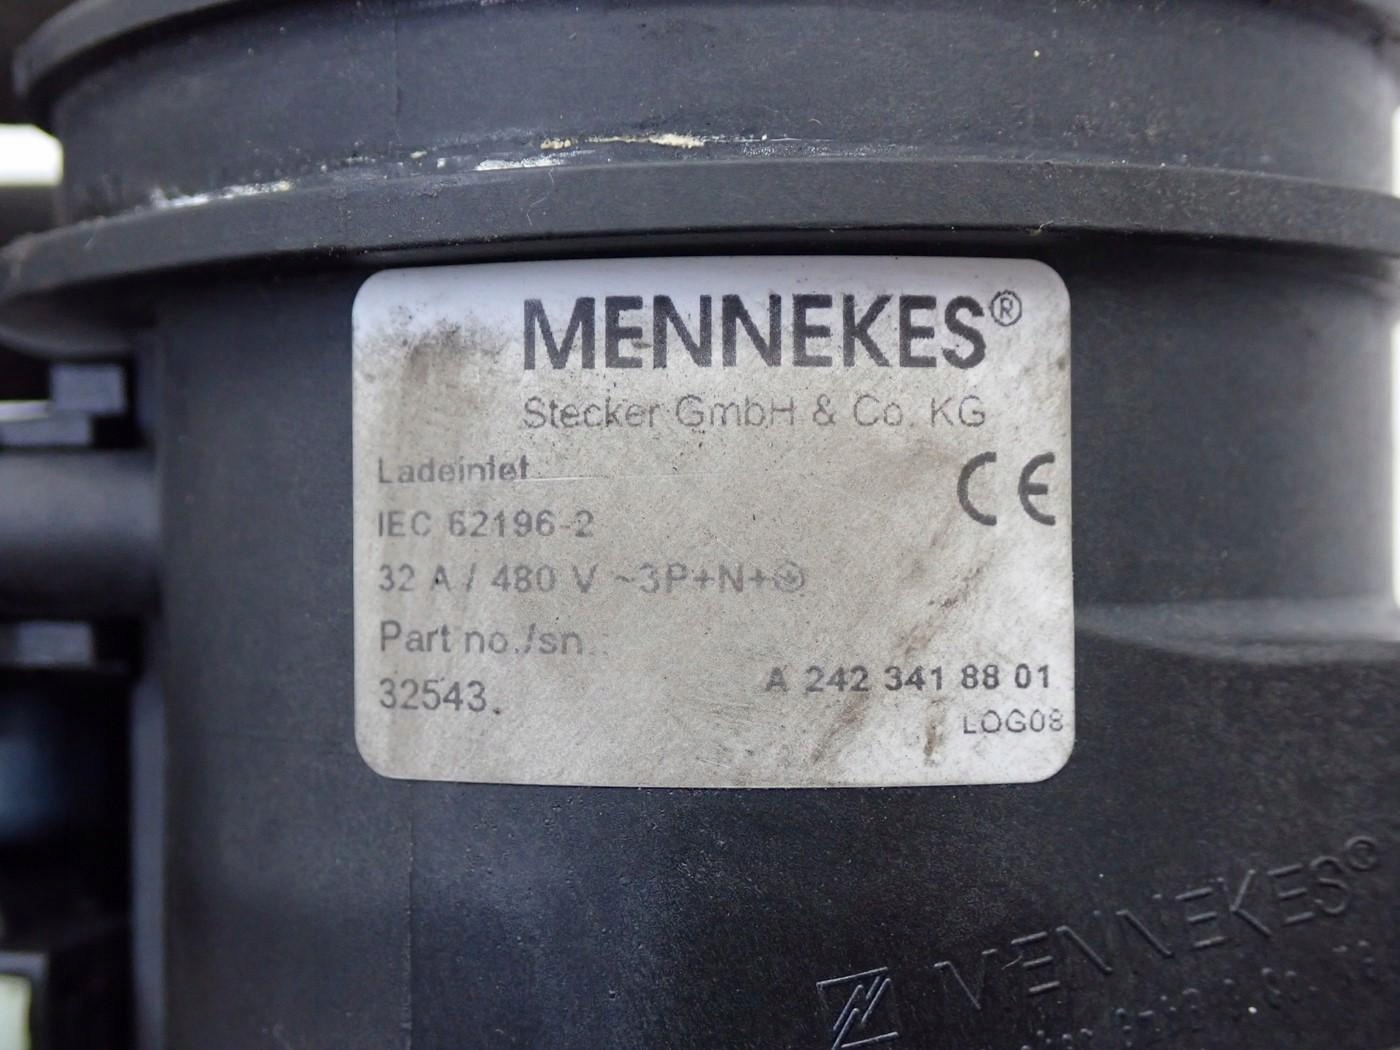 MENNEKES®
Stecker GmbH & Co. KG
Ladeinlet
CE
IEC 62196-2
32 A / 480 V ~3P+N+⏚
Part no./sn.:
32543.
A 242 341 88 01
LOG08
MENNEKES®